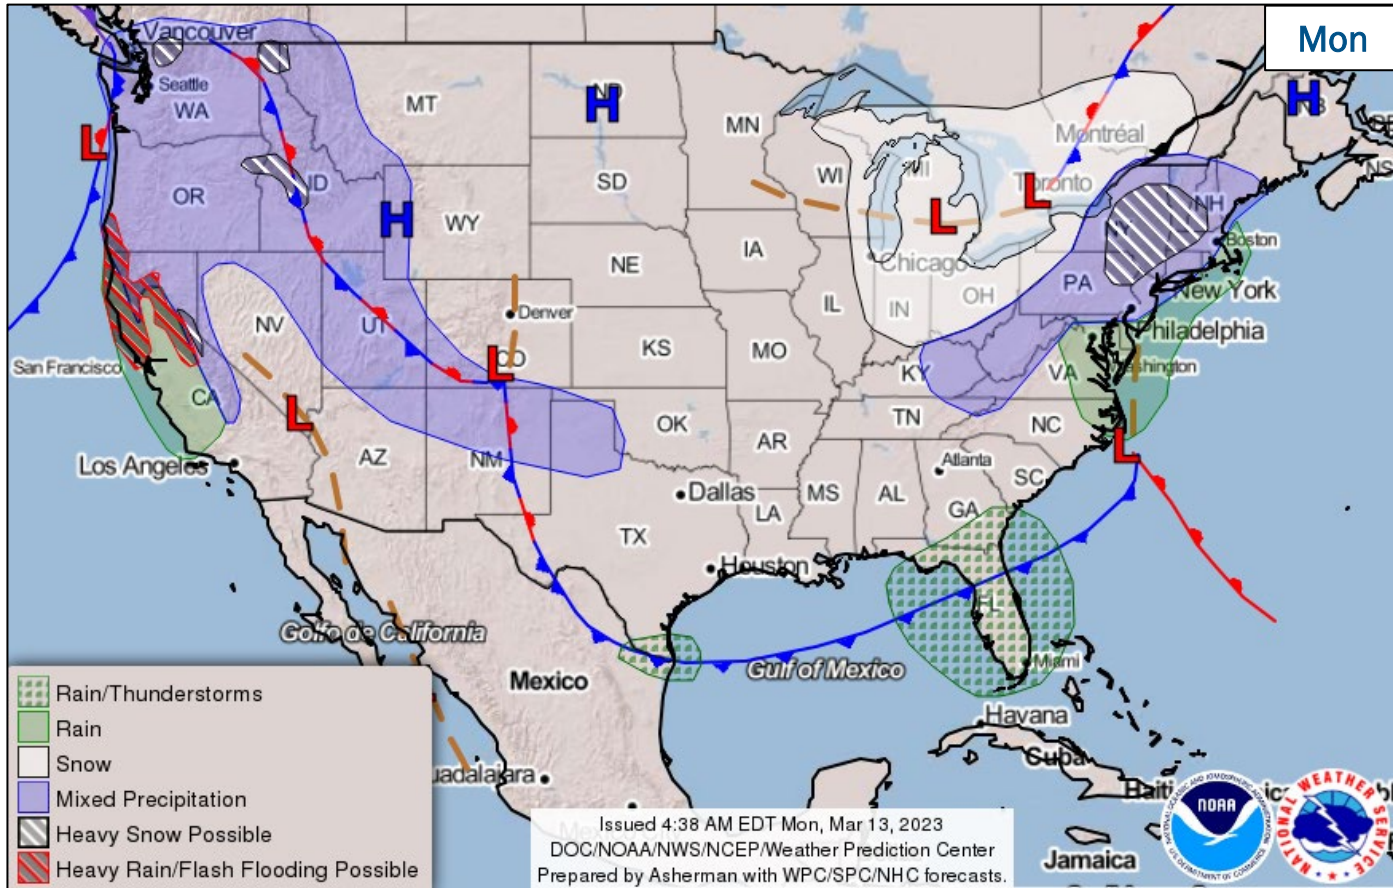 Mon
Vancouver
Seattle
WA
MT
ND
H
H
MN
Montréal
L
OR
ID
SD
WI
MI
Toronto
L
L
NH
NY
H
WY
IA
Boston
NE
Chicago
PA
New York
NV
UT
Denver
IL
IN
OH
Philadelphia
San Francisco
CO
L
KS
MO
KY
VA
Washington
CA
L
OK
TN
NC
L
AZ
NM
AR
Atlanta
SC
Los Angeles
Dallas
MS
AL
GA
LA
TX
Houston
FL
Golfo de California
Miami
Gulf of Mexico
Mexico
Havana
Cuba
uadalajara
Jamaica
Rain/Thunderstorms
Rain
Snow
Mixed Precipitation
Heavy Snow Possible
Heavy Rain/Flash Flooding Possible
Issued 4:38 AM EDT Mon, Mar 13, 2023
DOC/NOAA/NWS/NCEP/Weather Prediction Center
Prepared by Asherman with WPC/SPC/NHC forecasts.
NOAA
NATIONAL WEATHER SERVICE